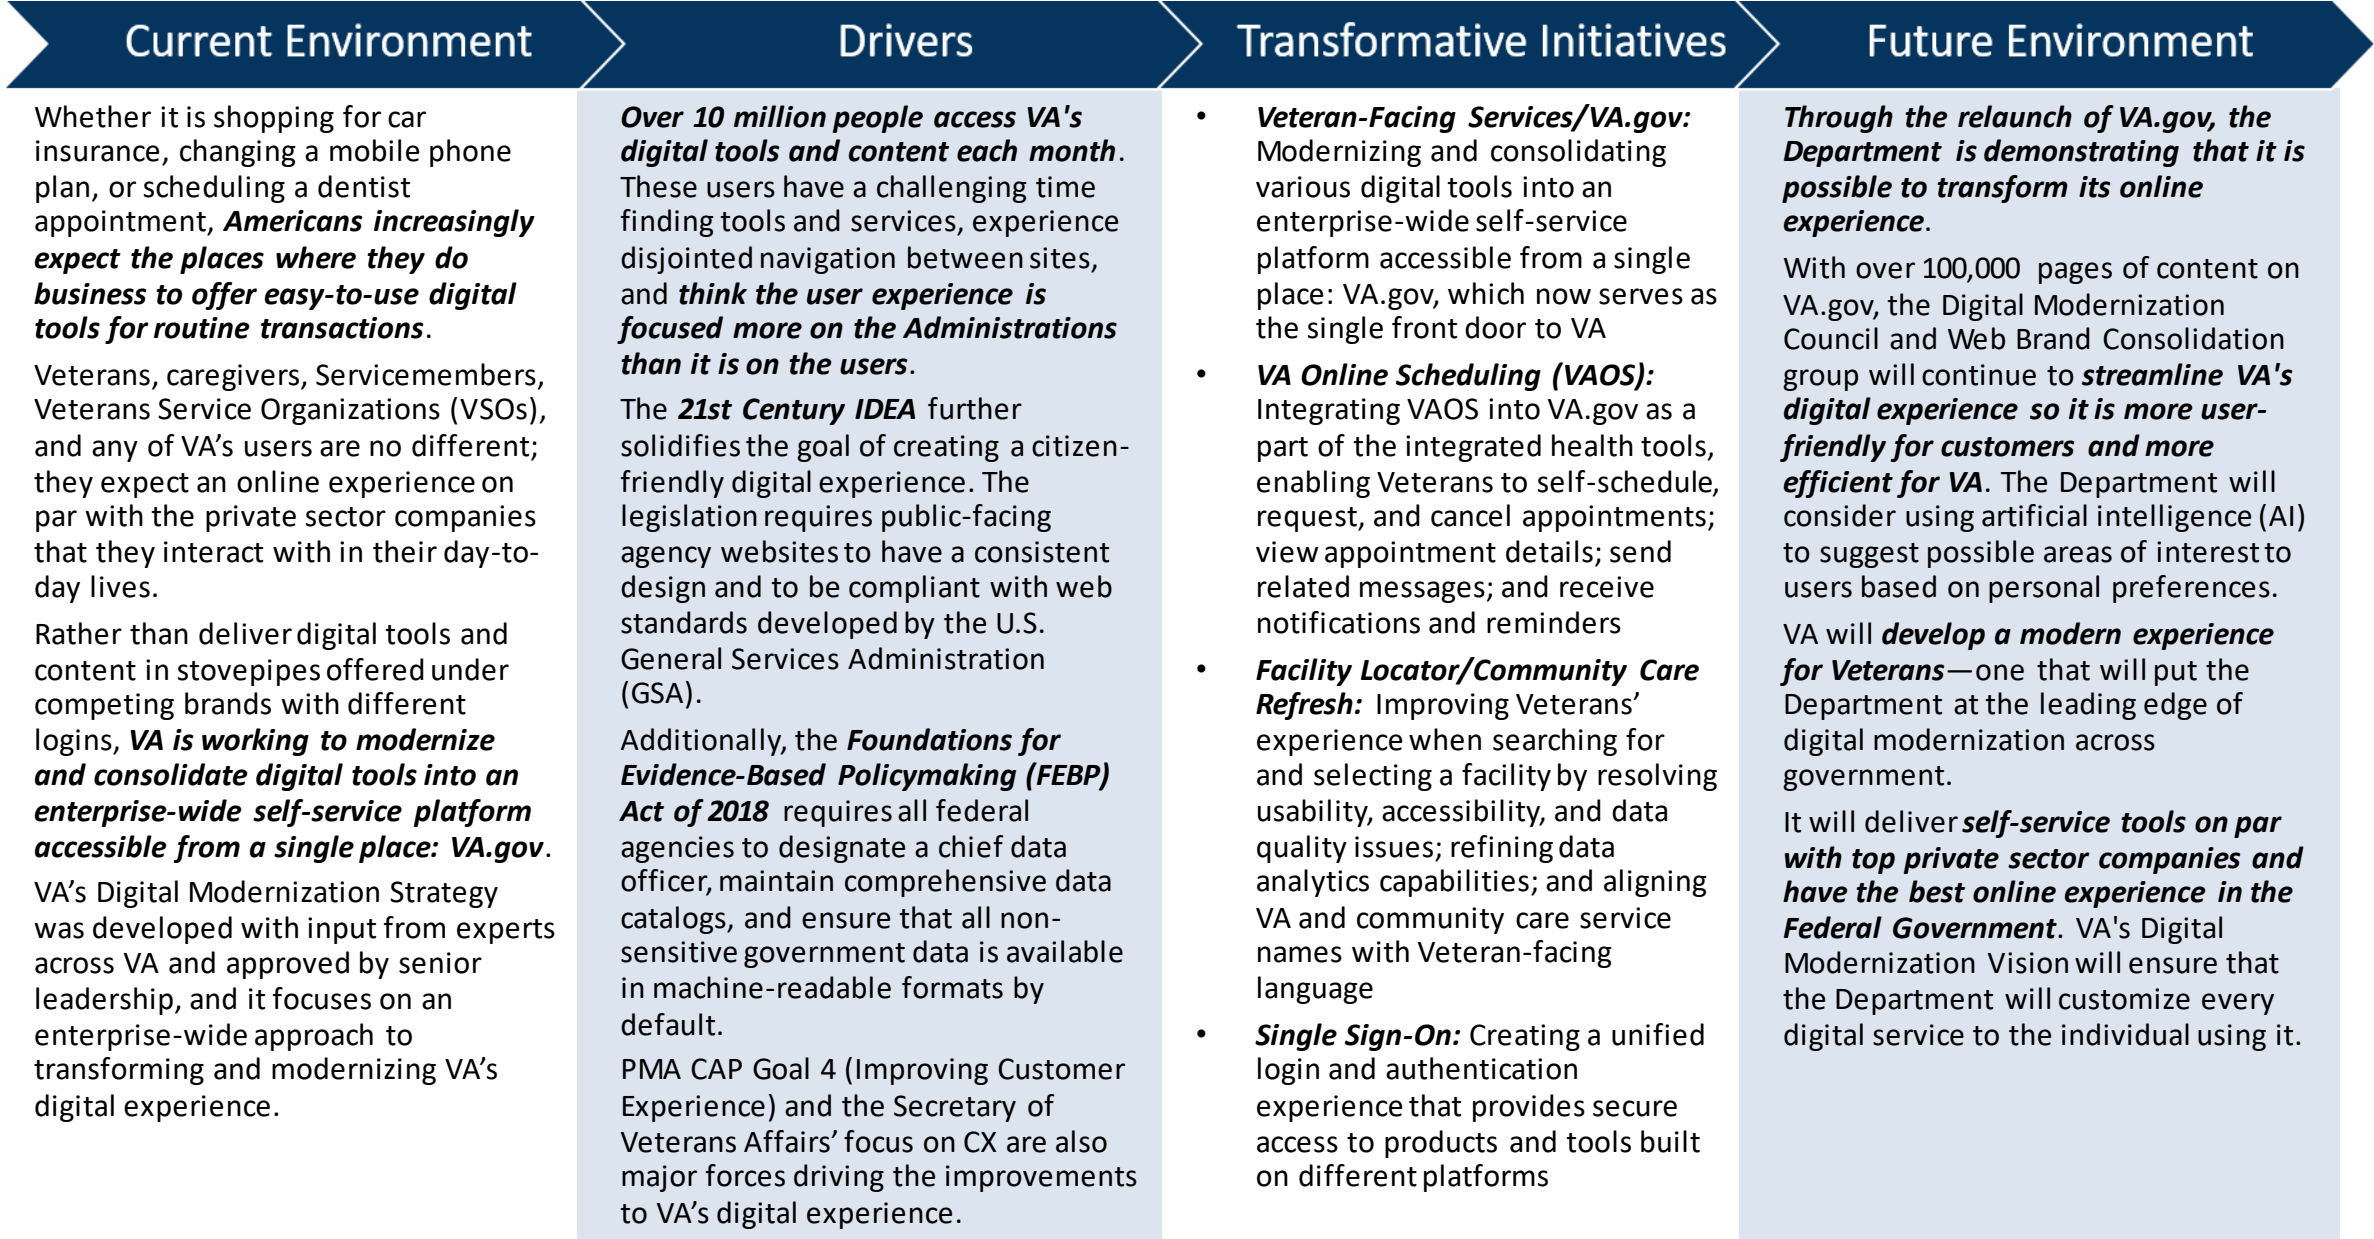 Current Environment
Drivers
Transformative Initiatives
Future Environment
Whether it is shopping for car
insurance, changing a mobile phone
plan, or scheduling a dentist
appointment, Americans increasingly
expect the places where they do
business to offer easy-to-use digital
tools for routine transactions.
Veterans, caregivers, Servicemembers,
Veterans Service Organizations (VSOs),
and any of VA’s users are no different;
they expect an online experience on
par with the private sector companies
that they interact with in their day-to-
day lives.
Rather than deliver digital tools and
content in stovepipes offered under
competing brands with different
logins, VA is working to modernize
and consolidate digital tools into an
enterprise-wide self-service platform
accessible from a single place: VA.gov.
VA’s Digital Modernization Strategy
was developed with input from experts
across VA and approved by senior
leadership, and it focuses on an
enterprise-wide approach to
transforming and modernizing VA’s
digital experience.
Over 10 million people access VA's
digital tools and content each month.
These users have a challenging time
finding tools and services, experience
disjointed navigation between sites,
and think the user experience is
focused more on the Administrations
than it is on the users.
The 21st Century IDEA further
solidifies the goal of creating a citizen-
friendly digital experience. The
legislation requires public-facing
agency websites to have a consistent
design and to be compliant with web
standards developed by the U.S.
General Services Administration
(GSA).
Additionally, the Foundations for
Evidence-Based Policymaking (FEBP)
Act of 2018 requires all federal
agencies to designate a chief data
officer, maintain comprehensive data
catalogs, and ensure that all non-
sensitive government data is available
in machine-readable formats by
default.
PMA CAP Goal 4 (Improving Customer
Experience) and the Secretary of
Veterans Affairs’ focus on CX are also
major forces driving the improvements
to VA’s digital experience.
• Veteran-Facing Services/VA.gov:
Modernizing and consolidating
various digital tools into an
enterprise-wide self-service
platform accessible from a single
place: VA.gov, which now serves as
the single front door to VA
• VA Online Scheduling (VAOS):
Integrating VAOS into VA.gov as a
part of the integrated health tools,
enabling Veterans to self-schedule,
request, and cancel appointments;
view appointment details; send
related messages; and receive
notifications and reminders
• Facility Locator/Community Care
Refresh: Improving Veterans’
experience when searching for
and selecting a facility by resolving
usability, accessibility, and data
quality issues; refining data
analytics capabilities; and aligning
VA and community care service
names with Veteran-facing
language
• Single Sign-On: Creating a unified
login and authentication
experience that provides secure
access to products and tools built
on different platforms
Through the relaunch of VA.gov, the
Department is demonstrating that it is
possible to transform its online
experience.
With over 100,000 pages of content on
VA.gov, the Digital Modernization
Council and Web Brand Consolidation
group will continue to streamline VA's
digital experience so it is more user-
friendly for customers and more
efficient for VA. The Department will
consider using artificial intelligence (AI)
to suggest possible areas of interest to
users based on personal preferences.
VA will develop a modern experience
for Veterans—one that will put the
Department at the leading edge of
digital modernization across
government.
It will deliver self-service tools on par
with top private sector companies and
have the best online experience in the
Federal Government. VA's Digital
Modernization Vision will ensure that
the Department will customize every
digital service to the individual using it.